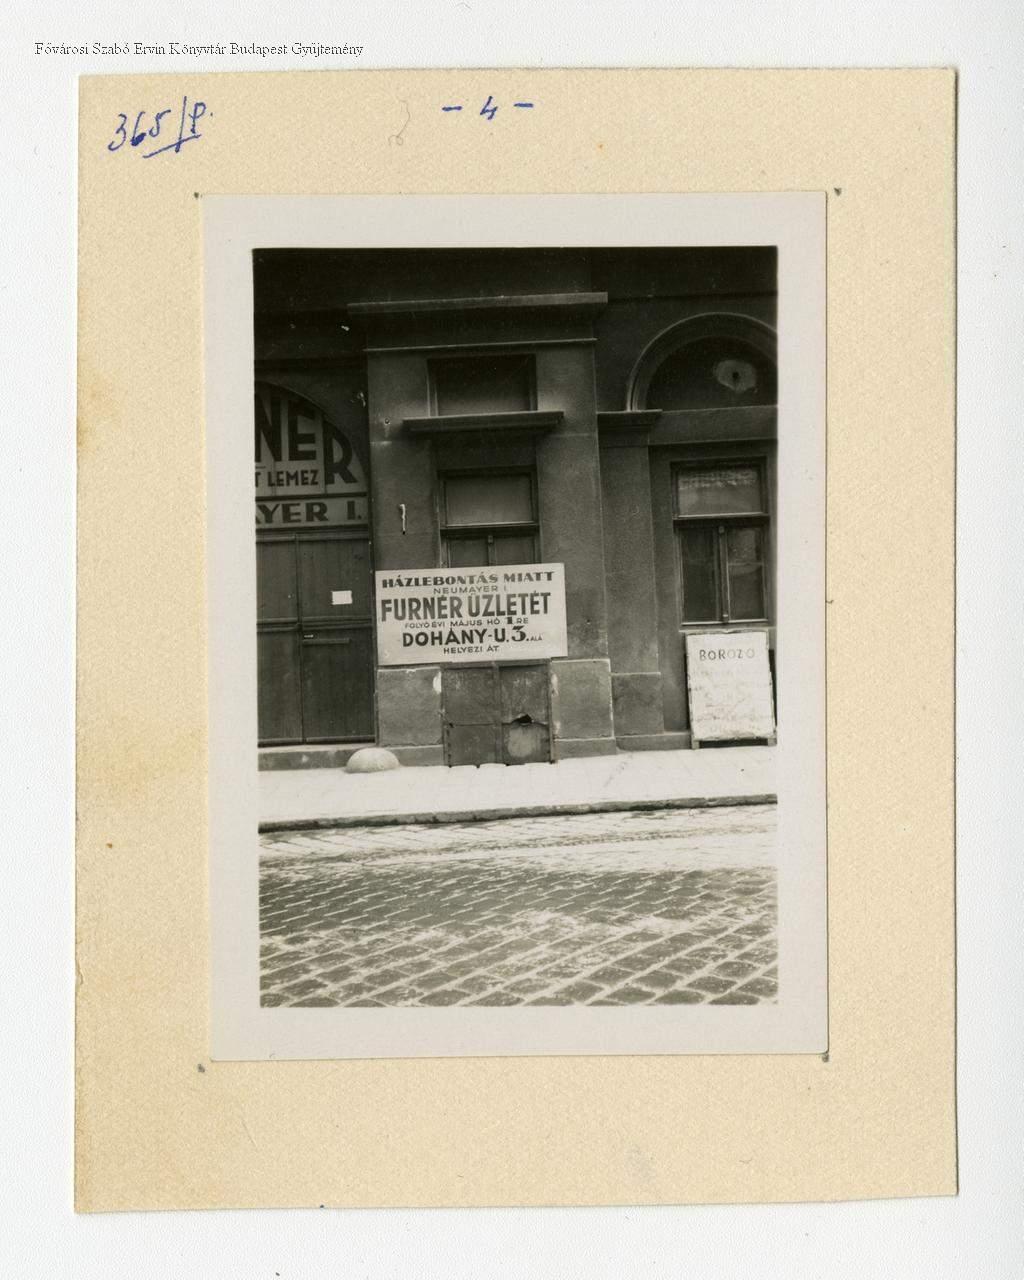 Fővárosi Szabó Ervin Könyvtár Budapest Gyűjtemény
365/P.
- 4 -
NER
T LEMEZ
YER I.
HÁZLEBONTÁS MIATT
NEUMAYER I
FURNÉR ÜZLETÉT
FOLYÓ ÉVI MÁJUS HÓ 1.RE
DOHÁNY-U. 3. ALÁ
HELYEZI ÁT
BOROZÓ